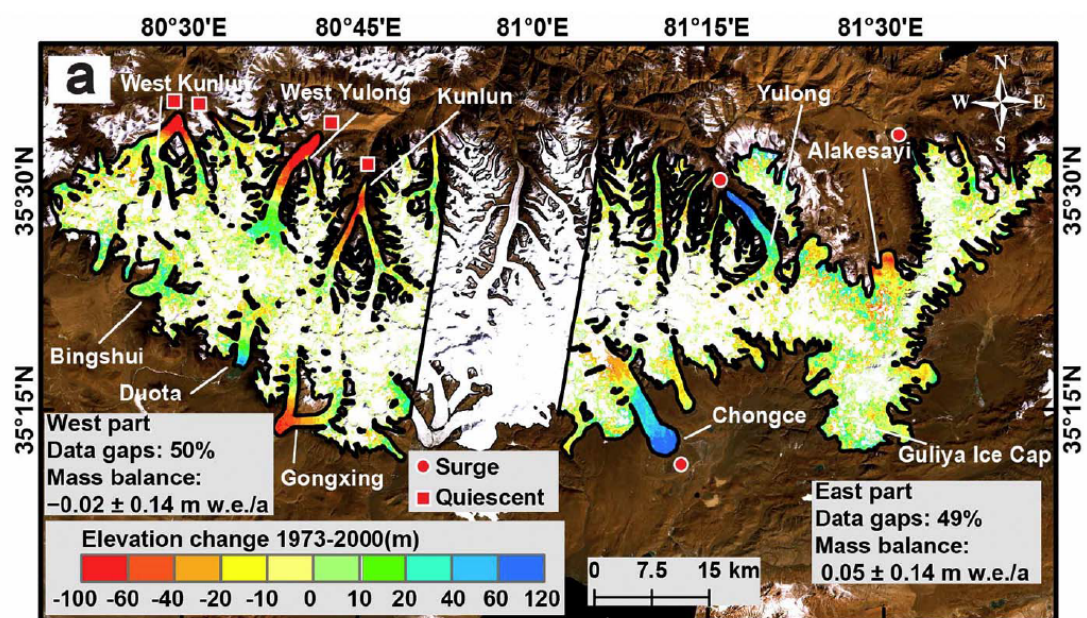 80°30'E 80°45'E 81°0'E 81°15'E 81°30'E
a
West Kunlun
West Yulong
Kunlun
Yulong
Alakesayi
N
W E
S
35°30'N
35°30'N
Bingshui
Duota
35°15'N
35°15'N
Gongxing
Chongce
Guliya Ice Cap
West part
Data gaps: 50%
Mass balance:
−0.02 ± 0.14 m w.e./a
Surge
Quiescent
East part
Data gaps: 49%
Mass balance:
0.05 ± 0.14 m w.e./a
Elevation change 1973-2000(m)
-100 -60 -40 -20 -10 0 10 20 40 60 120
0 7.5 15 km